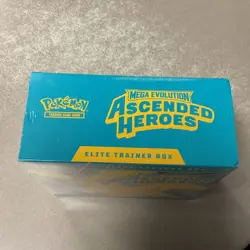 Pokémon
TRADING CARD GAME
MEGA EVOLUTION
ASCENDED
HEROES
ELITE TRAINER BOX